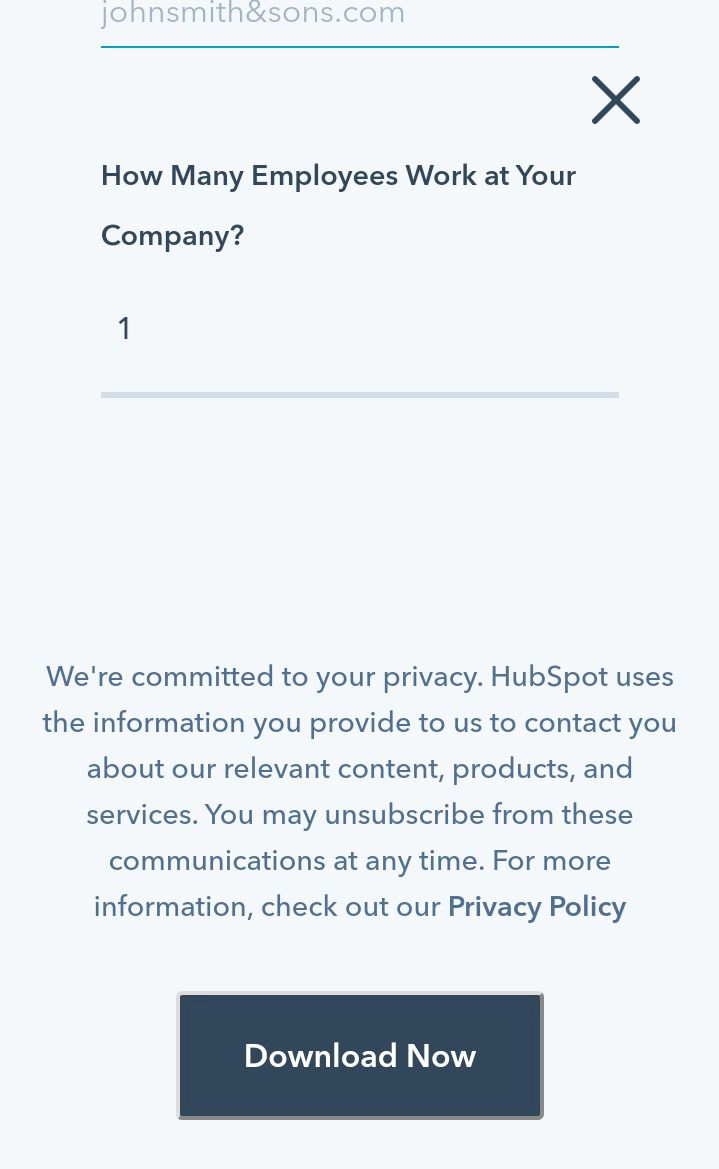 johnsmith&sons.com
How Many Employees Work at Your
Company?
1
We're committed to your privacy. HubSpot uses
the information you provide to us to contact you
about our relevant content, products, and
services. You may unsubscribe from these
communications at any time. For more
information, check out our Privacy Policy
Download Now